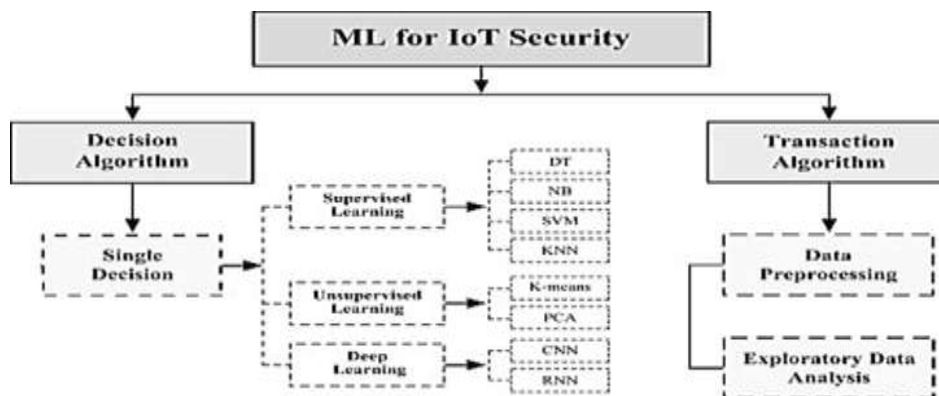 ML for IoT Security
Decision
Algorithm
Transaction
Algorithm
Single
Decision
Supervised
Learning
DT
NB
SVM
KNN
Unsupervised
Learning
K-means
PCA
Deep
Learning
CNN
RNN
Data
Preprocessing
Exploratory Data
Analysis